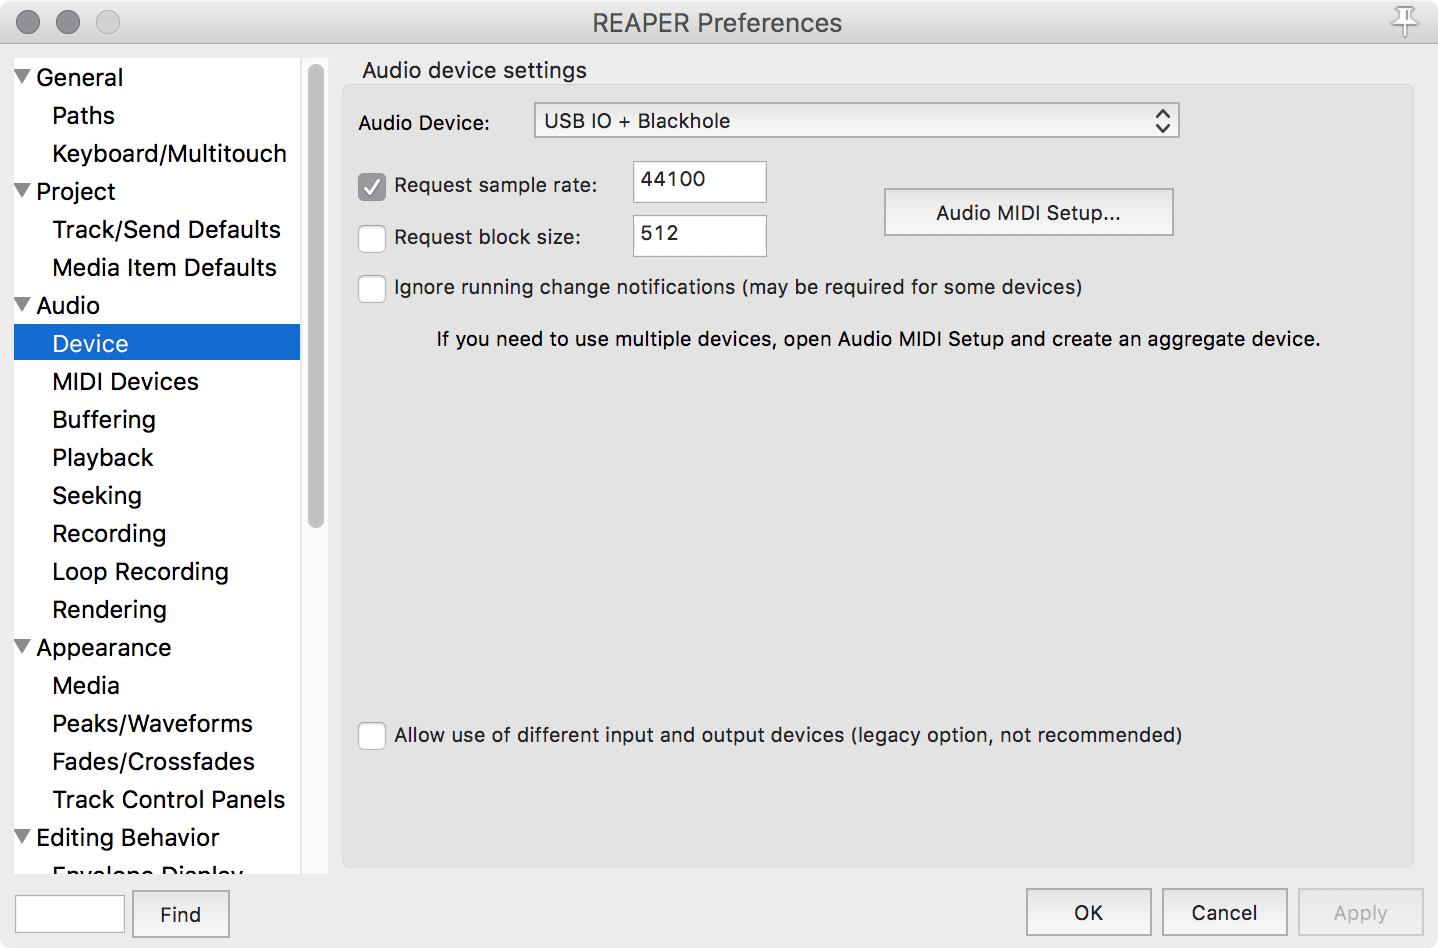 REAPER Preferences
General
Paths
Keyboard/Multitouch
Project
Track/Send Defaults
Media Item Defaults
Audio
Device
MIDI Devices
Buffering
Playback
Seeking
Recording
Loop Recording
Rendering
Appearance
Media
Peaks/Waveforms
Fades/Crossfades
Track Control Panels
Editing Behavior
Envelope Display
Find
Audio device settings
Audio Device: USB IO + Blackhole
Request sample rate: 44100
Audio MIDI Setup...
Request block size: 512
Ignore running change notifications (may be required for some devices)
If you need to use multiple devices, open Audio MIDI Setup and create an aggregate device.
Allow use of different input and output devices (legacy option, not recommended)
OK Cancel Apply